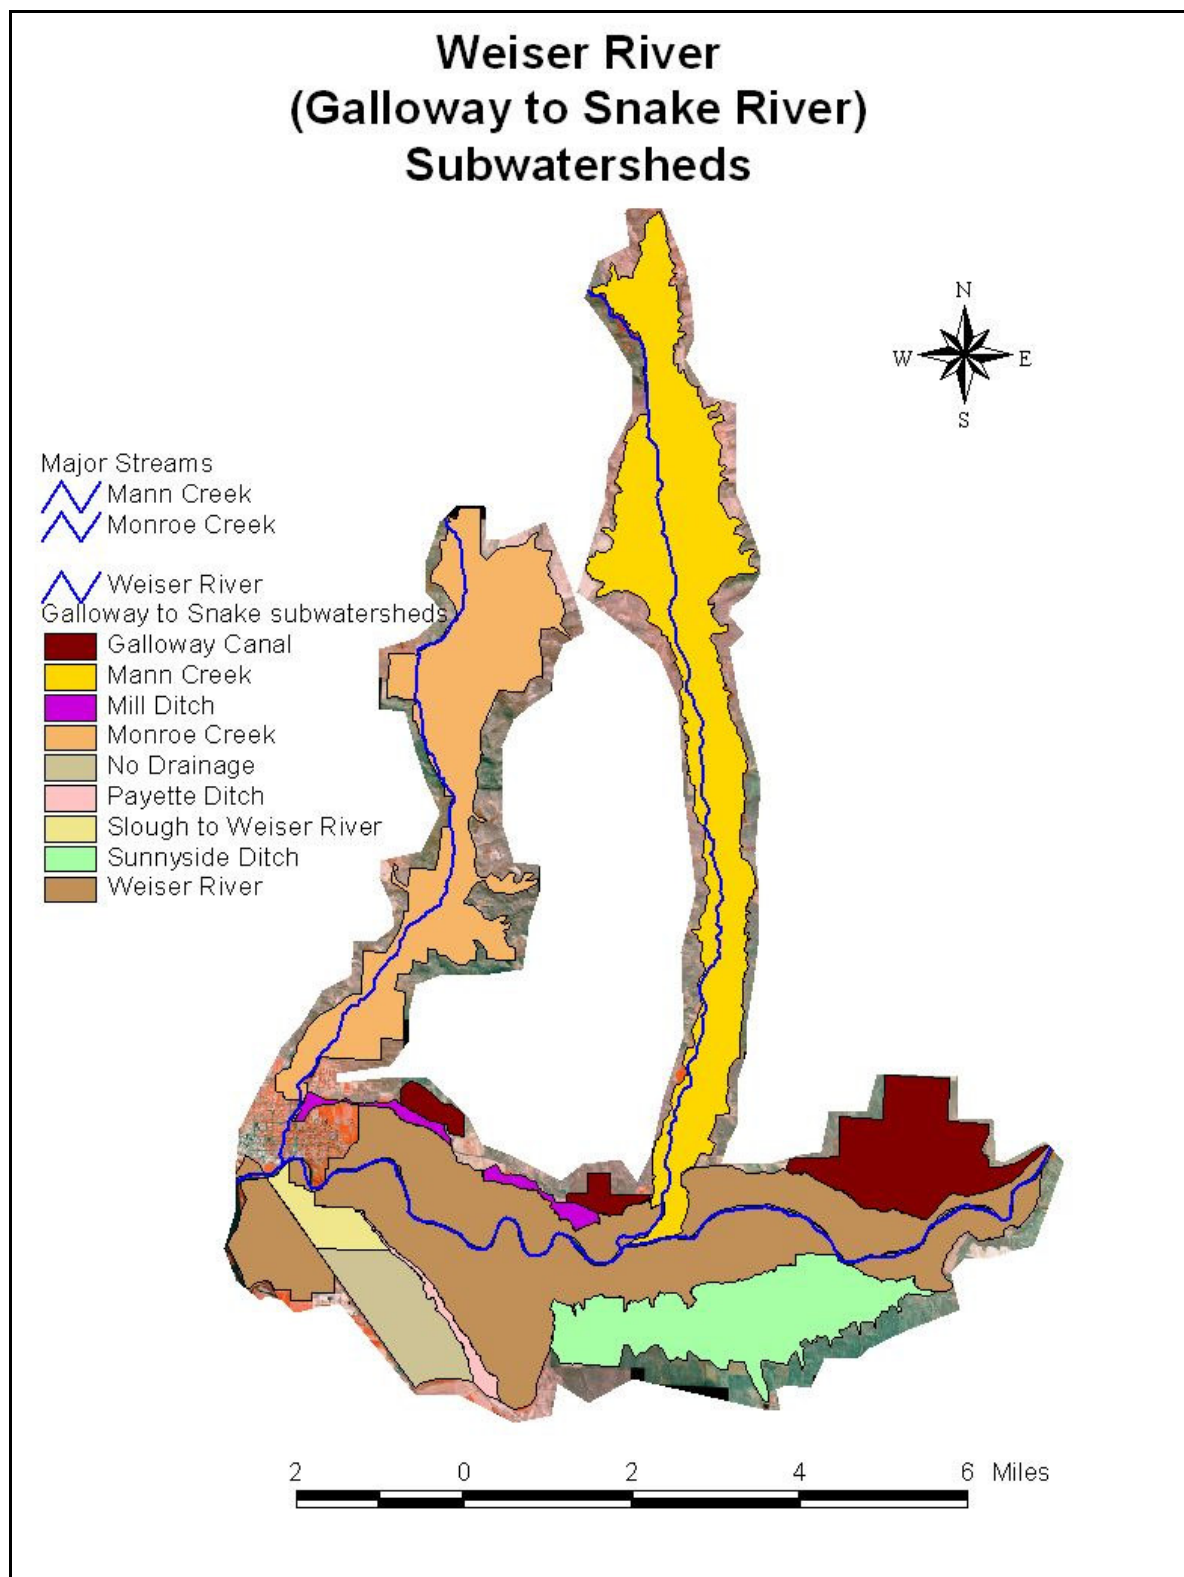 Weiser River
(Galloway to Snake River)
Subwatersheds
N
W E
S
Major Streams
Mann Creek
Monroe Creek
Weiser River
Galloway to Snake subwatersheds
Galloway Canal
Mann Creek
Mill Ditch
Monroe Creek
No Drainage
Payette Ditch
Slough to Weiser River
Sunnyside Ditch
Weiser River
2 0 2 4 6 Miles